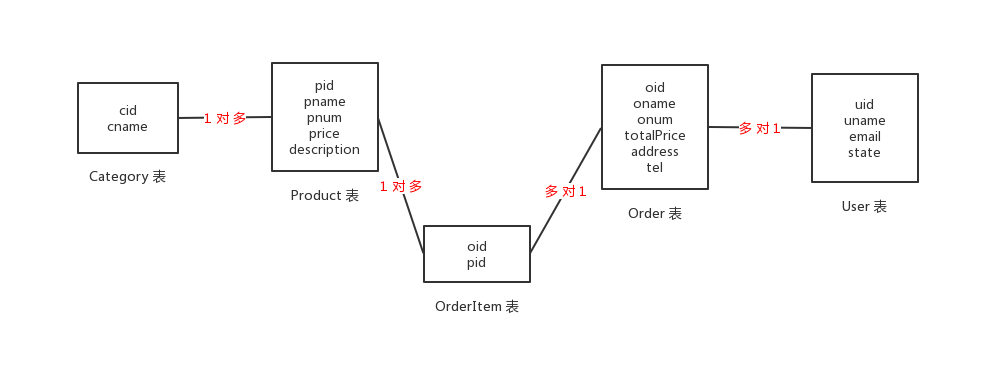 cid
cname
Category 表
1 对 多
pid
pname
pnum
price
description
Product 表
1 对 多
oid
pid
OrderItem 表
多 对 1
oid
oname
onum
totalPrice
address
tel
Order 表
多 对 1
uid
uname
email
state
User 表